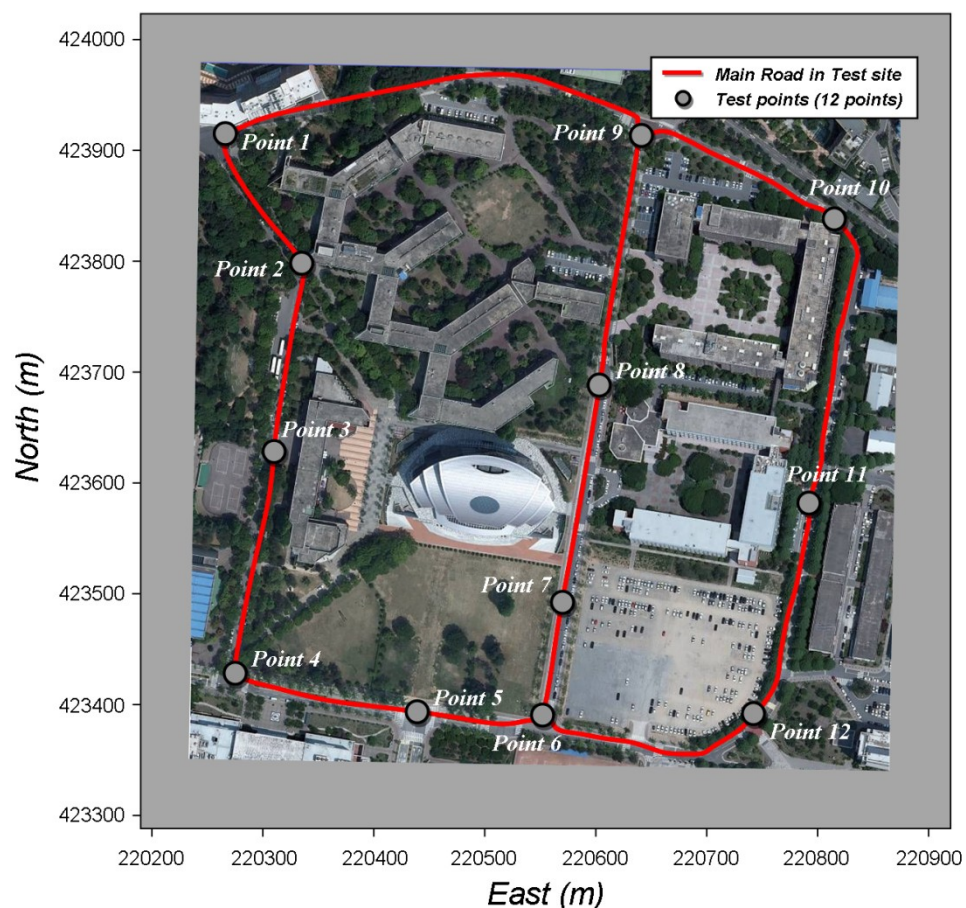 424000
423900
423800
423700
423600
423500
423400
423300
North (m)
220200 220300 220400 220500 220600 220700 220800 220900
East (m)
Main Road in Test site
Test points (12 points)
Point 1
Point 9
Point 10
Point 2
Point 8
Point 3
Point 11
Point 7
Point 4
Point 5
Point 6
Point 12